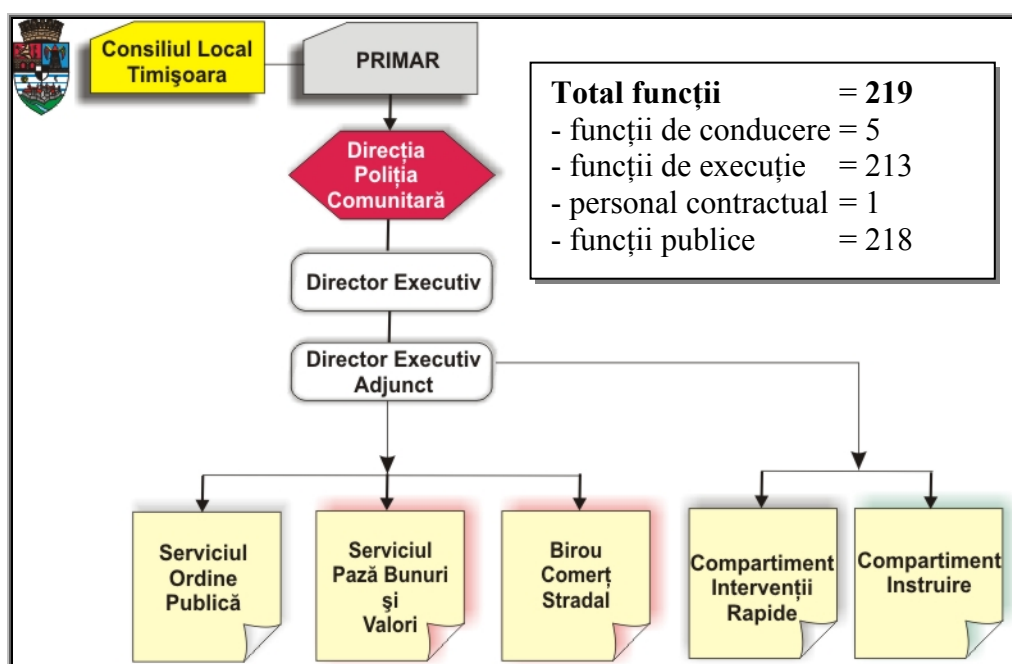 Consiliul Local
Timişoara
PRIMAR
Total funcții = 219
- funcții de conducere = 5
- funcții de execuție = 213
- personal contractual = 1
- funcții publice = 218
Direcția
Poliția
Comunitară
Director Executiv
Director Executiv
Adjunct
Serviciul
Ordine
Publică
Serviciul
Pază Bunuri
şi
Valori
Birou
Comerț
Stradal
Compartiment
Intervenții
Rapide
Compartiment
Instruire